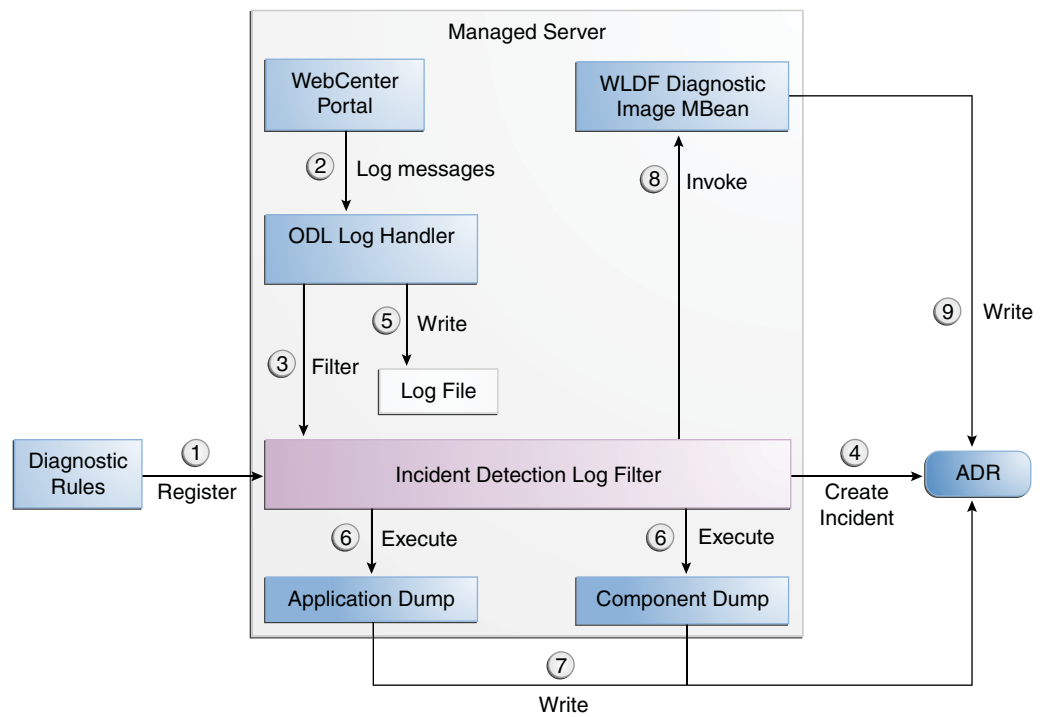 Managed Server
WebCenter
Portal
WLDF Diagnostic
Image MBean
2
Log messages
8
Invoke
ODL Log Handler
5
Write
9
Write
3
Filter
Log File
Diagnostic
Rules
1
Register
Incident Detection Log Filter
4
Create
Incident
ADR
6
Execute
6
Execute
Application Dump
Component Dump
7
Write